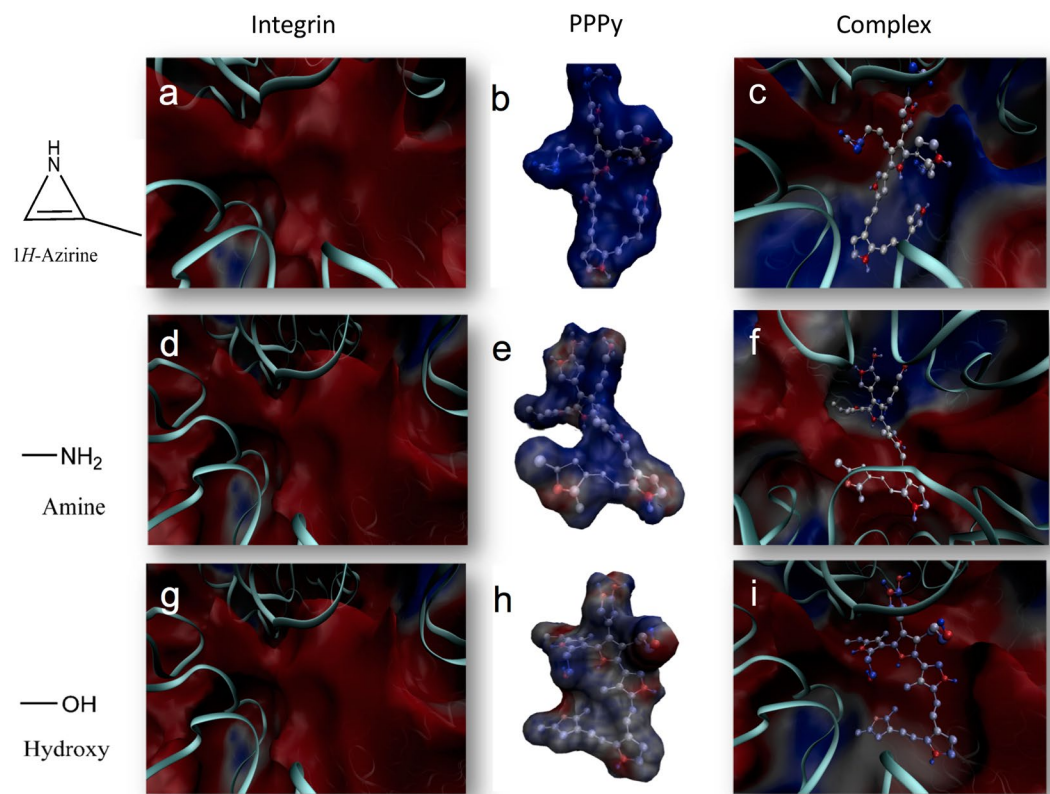 Integrin PPPy Complex
a b c
H
N
1H-Azirine
d e f
NH2
Amine
g h i
OH
Hydroxy